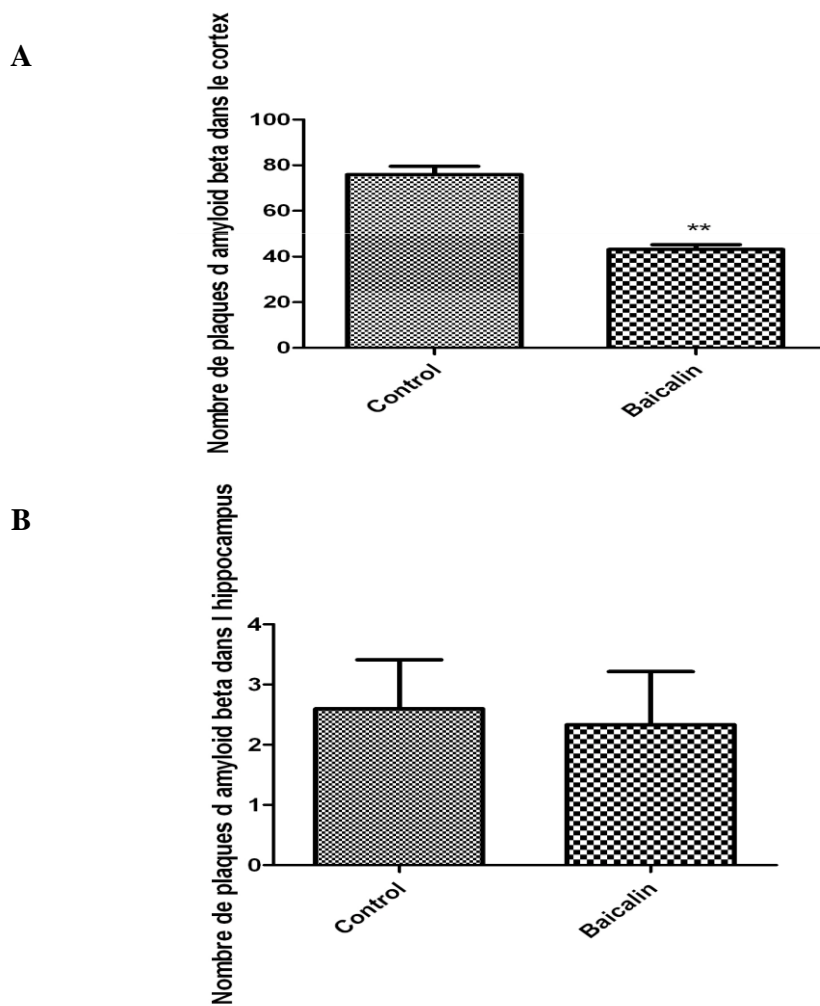 A
Nombre de plaques d amyloid beta dans le cortex
100
80
60
40
20
0
**
Control
Baicalin
B
Nombre de plaques d amyloid beta dans l hippocampus
4
3
2
1
0
Control
Baicalin